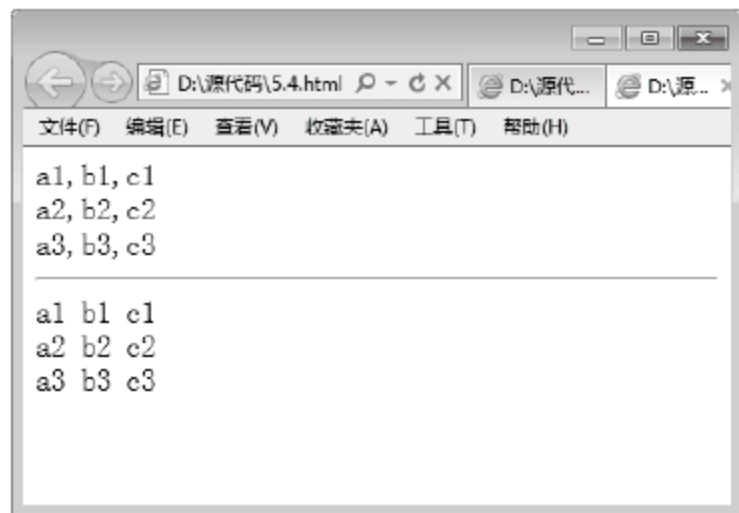 D:\源代码\5.4.html
D:\源代... D:\源...
文件(F) 编辑(E) 查看(V) 收藏夹(A) 工具(T) 帮助(H)
a1, b1, c1
a2, b2, c2
a3, b3, c3
a1 b1 c1
a2 b2 c2
a3 b3 c3